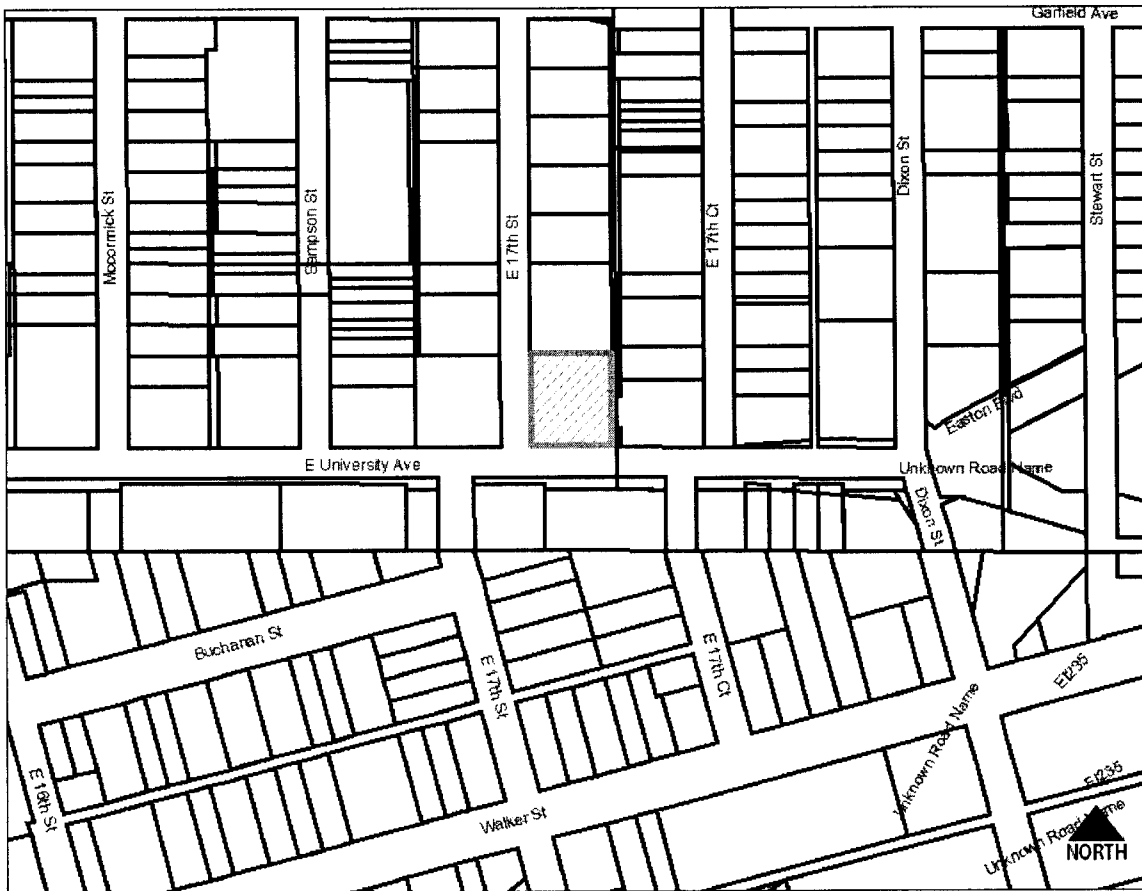 Garfield Ave
Mccormick St
Sampson St
E 17th St
E 17th Ct
Dixon St
Stewart St
Easton Blvd
E University Ave
Unknown Road Name
Dixon St
Buchanan St
E 17th St
E 17th Ct
E 16th St
Walker St
Unknown Road Name
E I235
E I235
Unknown Road Name
NORTH